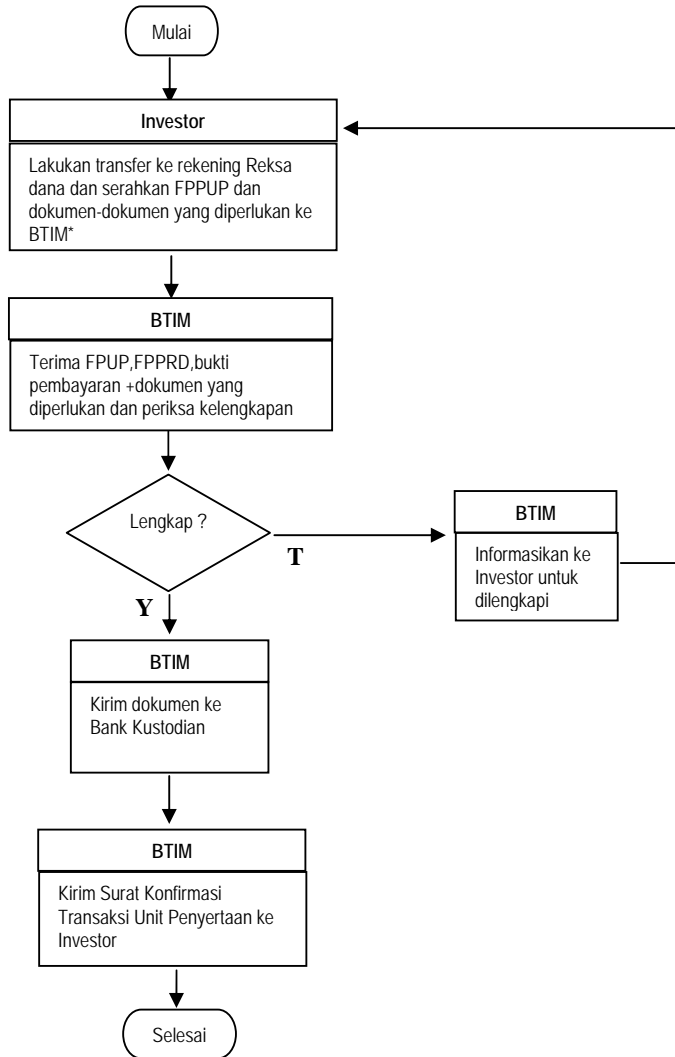 Mulai
Investor
Lakukan transfer ke rekening Reksa
dana dan serahkan FPPUP dan
dokumen-dokumen yang diperlukan ke
BTIM*
BTIM
Terima FPUP,FPPRD,bukti
pembayaran +dokumen yang
diperlukan dan periksa kelengkapan
Lengkap ?
T
BTIM
Informasikan ke
Investor untuk
dilengkapi
Y
BTIM
Kirim dokumen ke
Bank Kustodian
BTIM
Kirim Surat Konfirmasi
Transaksi Unit Penyertaan ke
Investor
Selesai